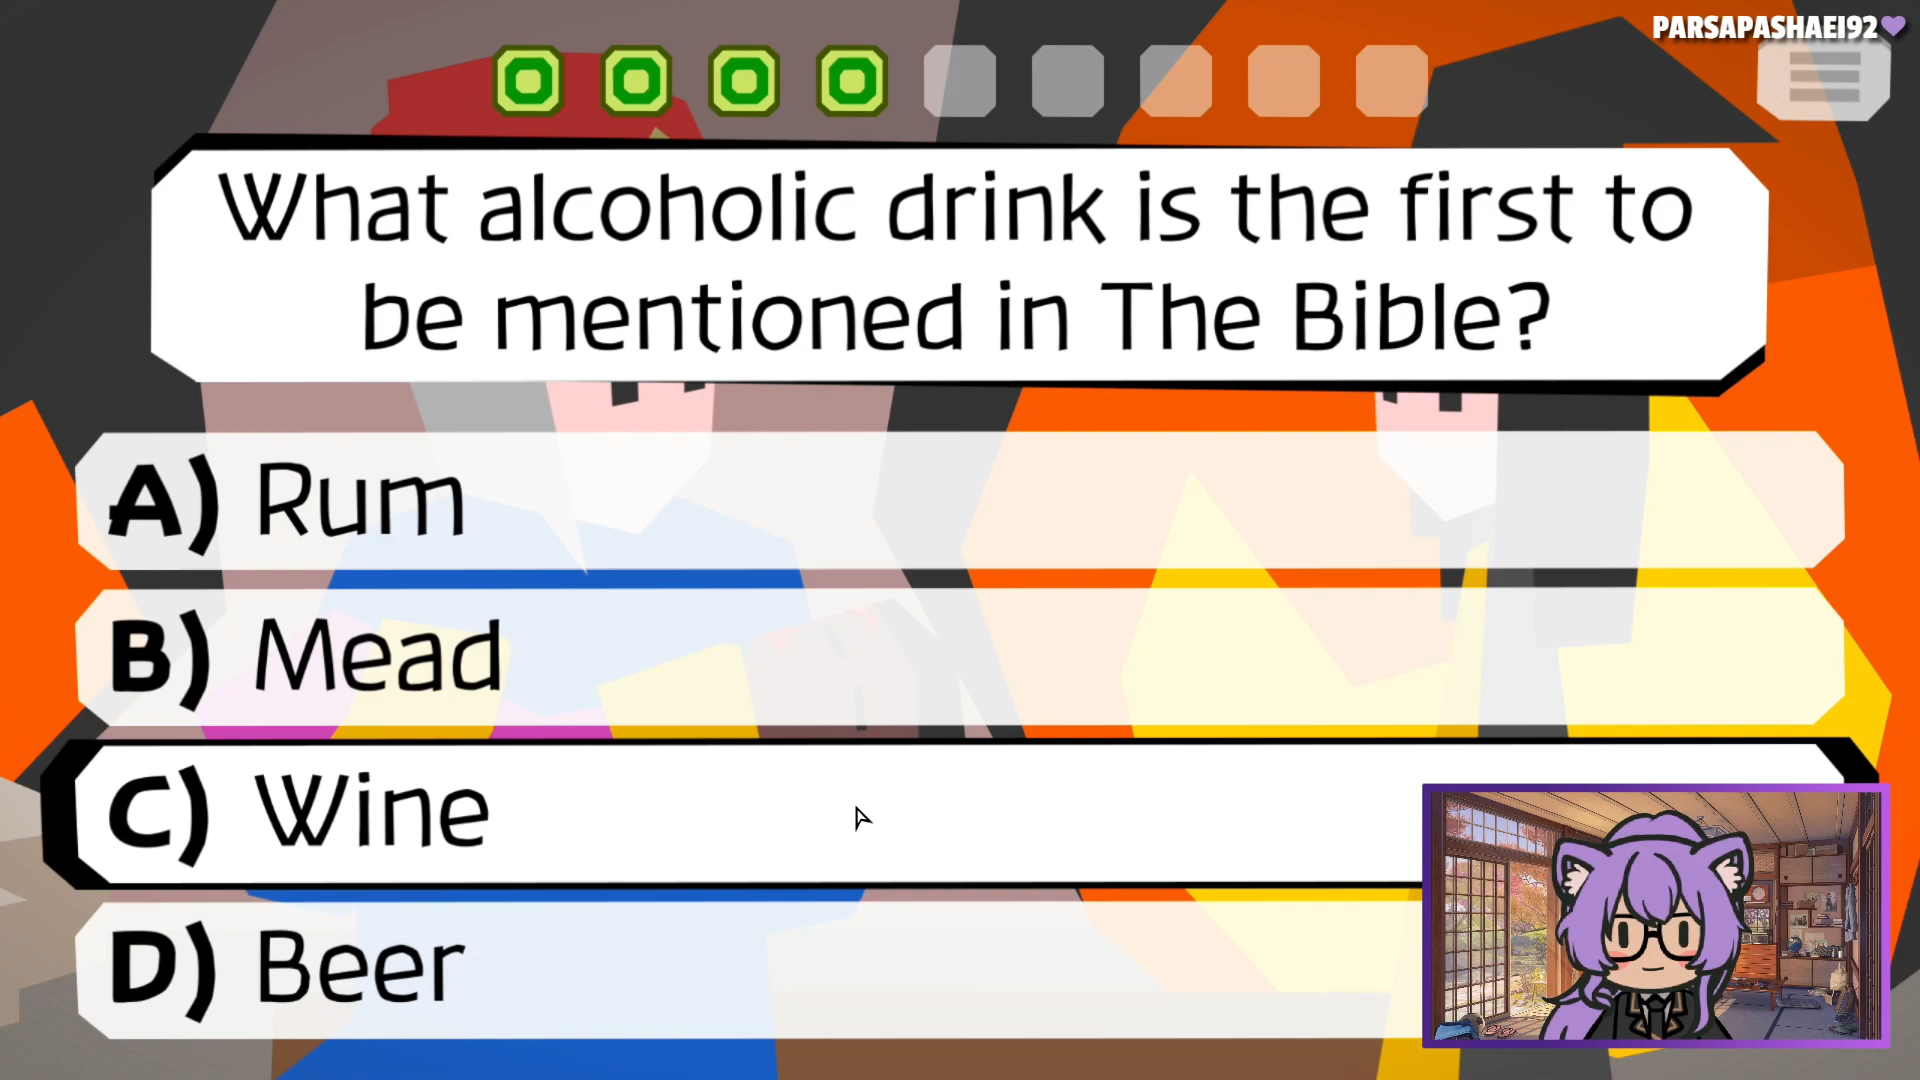 PARSAPASHAEI92💜
What alcoholic drink is the first to
be mentioned in The Bible?
A) Rum
B) Mead
C) Wine
D) Beer